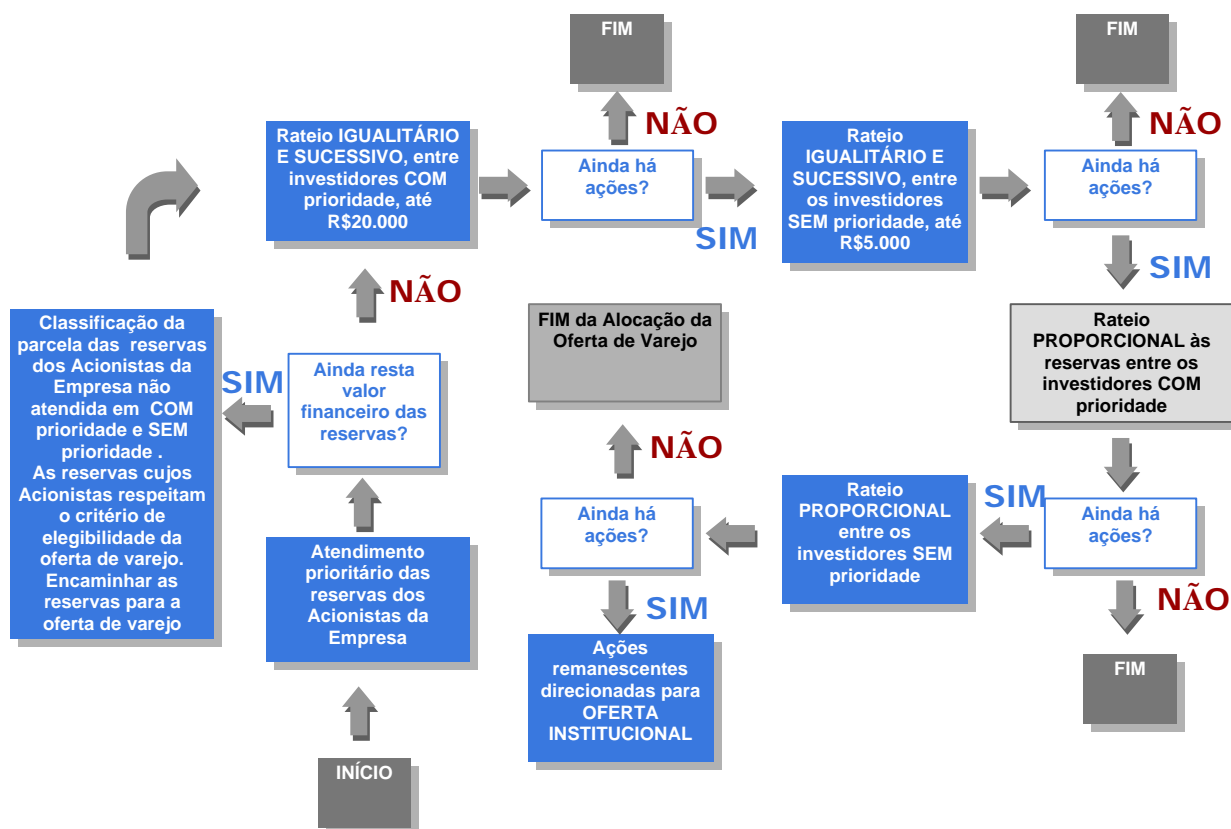 FIM
NÃO
Rateio IGUALITÁRIO
E SUCESSIVO, entre
investidores COM
prioridade, até
R$20.000
Ainda há
ações?
SIM
Rateio
IGUALITÁRIO E
SUCESSIVO, entre
os investidores
SEM prioridade, até
R$5.000
FIM
NÃO
Ainda há
ações?
SIM
NÃO
Classificação da
parcela das reservas
dos Acionistas da
Empresa não
atendida em COM
prioridade e SEM
prioridade .
As reservas cujos
Acionistas respeitam
o critério de
elegibilidade da
oferta de varejo.
Encaminhar as
reservas para a
oferta de varejo
SIM
Ainda resta
valor
financeiro das
reservas?
FIM da Alocação da
Oferta de Varejo
Rateio
PROPORCIONAL às
reservas entre os
investidores COM
prioridade
NÃO
Ainda há
ações?
SIM
Rateio
PROPORCIONAL
entre os
investidores SEM
prioridade
SIM
Ainda há
ações?
NÃO
FIM
Atendimento
prioritário das
reservas dos
Acionistas da
Empresa
Ações
remanescentes
direcionadas para
OFERTA
INSTITUCIONAL
INÍCIO